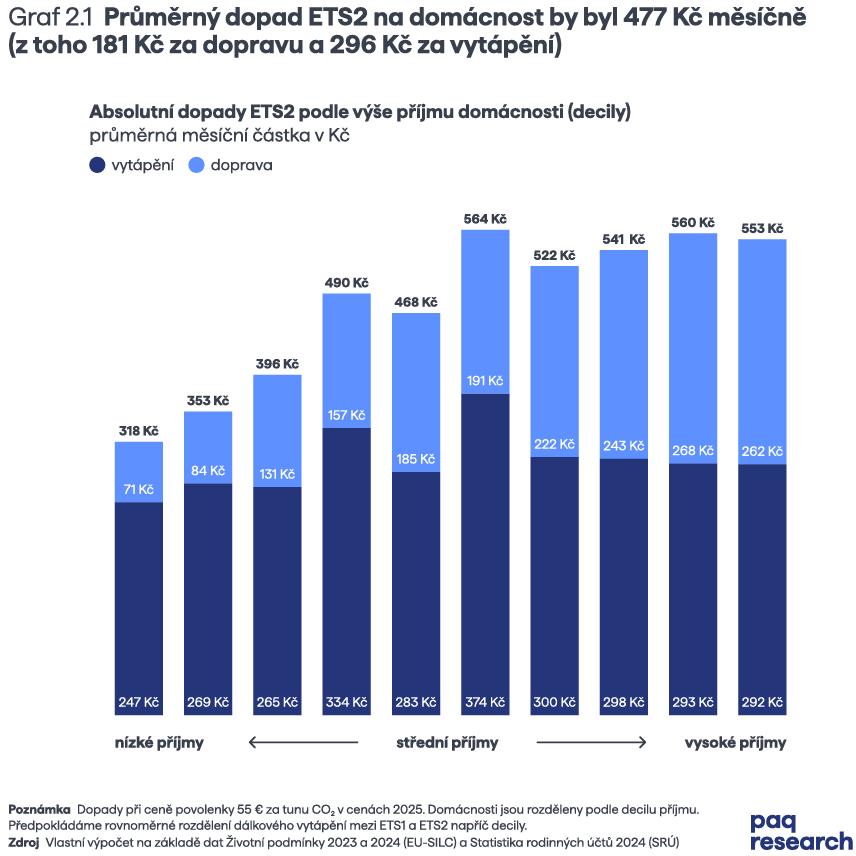 Graf 2.1 Průměrný dopad ETS2 na domácnost by byl 477 Kč měsíčně
(z toho 181 Kč za dopravu a 296 Kč za vytápění)
Absolutní dopady ETS2 podle výše příjmu domácnosti (decily)
průměrná měsíční částka v Kč
vytápění doprava
318 Kč 353 Kč 396 Kč 490 Kč 468 Kč 564 Kč 522 Kč 541 Kč 560 Kč 553 Kč
71 Kč 84 Kč 131 Kč 157 Kč 185 Kč 191 Kč 222 Kč 243 Kč 268 Kč 262 Kč
247 Kč 269 Kč 265 Kč 334 Kč 283 Kč 374 Kč 300 Kč 298 Kč 293 Kč 292 Kč
nízké příjmy střední příjmy vysoké příjmy
Poznámka Dopady při ceně povolenky 55 € za tunu CO₂ v cenách 2025. Domácnosti jsou rozděleny podle decilu příjmu.
Předpokládáme rovnoměrné rozdělení dálkového vytápění mezi ETS1 a ETS2 napříč decily.
Zdroj Vlastní výpočet na základě dat Životní podmínky 2023 a 2024 (EU-SILC) a Statistika rodinných účtů 2024 (SRÚ)
paq
research